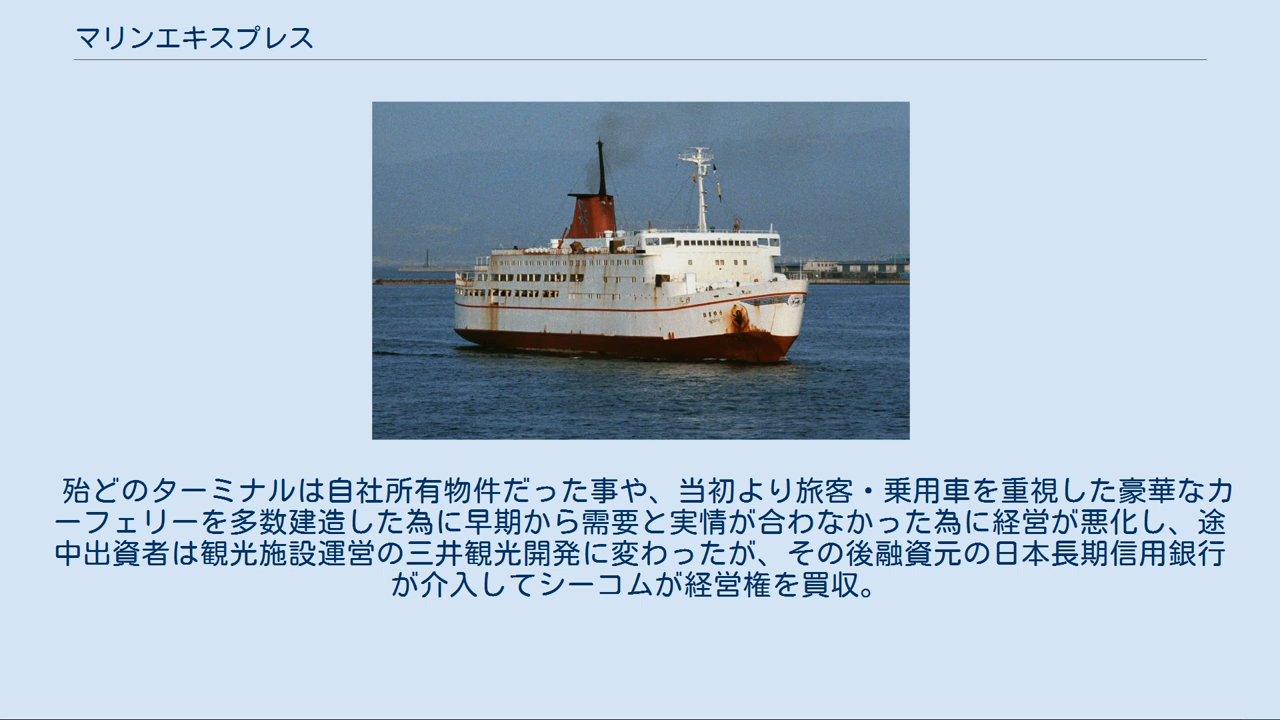 マリンエキスプレス
殆どのターミナルは自社所有物件だった事や、当初より旅客・乗用車を重視した豪華なカ
ーフェリーを多数建造した為に早期から需要と実情が合わなかった為に経営が悪化し、途
中出資者は観光施設運営の三井観光開発に変わったが、その後融資元の日本長期信用銀行
が介入してシーコムが経営権を買収。